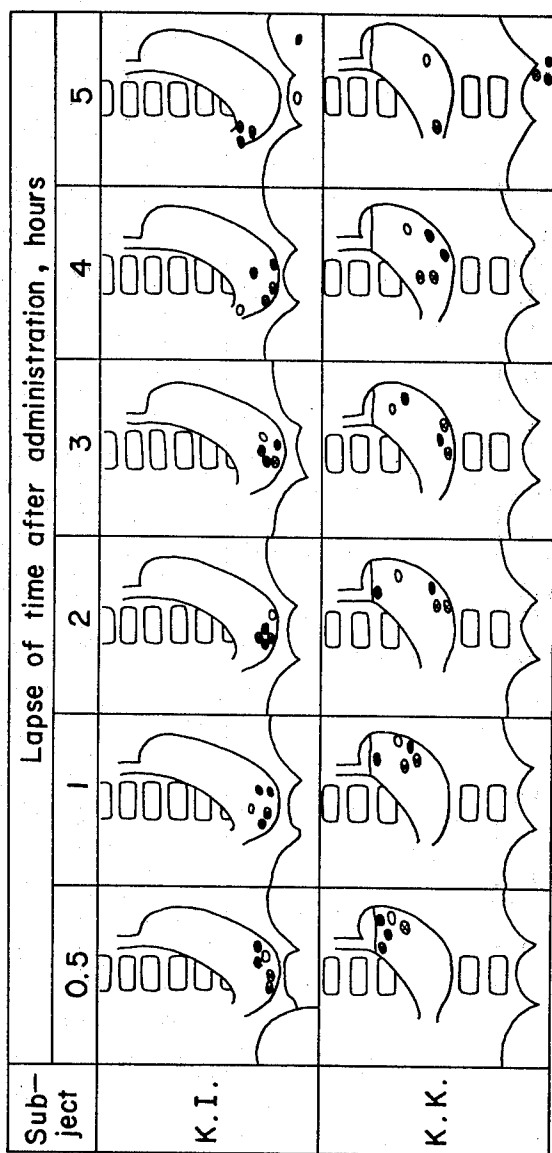 Lapse of time after administration, hours
Sub-
ject
0.5
1
2
3
4
5
K.I.
K.K.